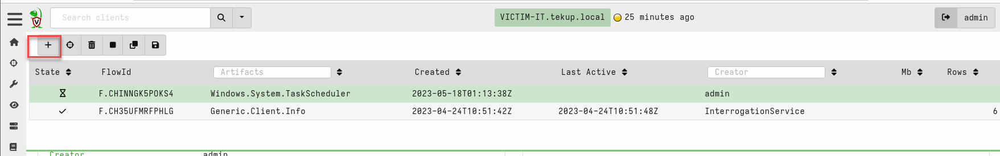 Search clients
VICTIM-IT.tekup.local 25 minutes ago
admin
State FlowId Artifacts Created Last Active Creator Mb Rows
F.CHINNGK5POKS4 Windows.System.TaskScheduler 2023-05-18T01:13:38Z admin
F.CH35UFMRFPHLG Generic.Client.Info 2023-04-24T10:51:42Z 2023-04-24T10:51:48Z InterrogationService 6
Creator admin